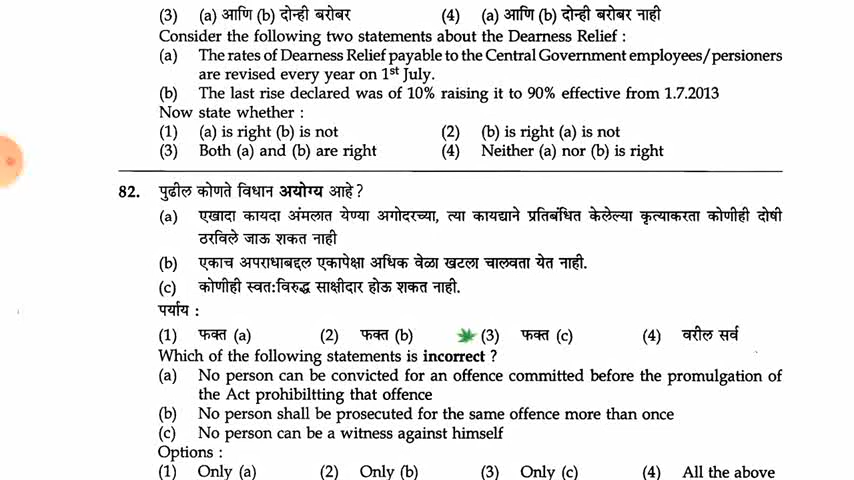 (3) (a) आणि (b) दोन्ही बरोबर (4) (a) आणि (b) दोन्ही बरोबर नाही
Consider the following two statements about the Dearness Relief :
(a) The rates of Dearness Relief payable to the Central Government employees/persioners
are revised every year on 1st July.
(b) The last rise declared was of 10% raising it to 90% effective from 1.7.2013
Now state whether :
(1) (a) is right (b) is not (2) (b) is right (a) is not
(3) Both (a) and (b) are right (4) Neither (a) nor (b) is right
82. पुढील कोणते विधान अयोग्य आहे ?
(a) एखादा कायदा अंमलात येण्या अगोदरच्या, त्या कायद्याने प्रतिबंधित केलेल्या कृत्याकरता कोणीही दोषी
ठरविले जाऊ शकत नाही
(b) एकाच अपराधाबद्दल एकापेक्षा अधिक वेळा खटला चालवता येत नाही.
(c) कोणीही स्वत:विरुद्ध साक्षीदार होऊ शकत नाही.
पर्याय :
(1) फक्त (a) (2) फक्त (b) (3) फक्त (c) (4) वरील सर्व
Which of the following statements is incorrect ?
(a) No person can be convicted for an offence committed before the promulgation of
the Act prohibiltting that offence
(b) No person shall be prosecuted for the same offence more than once
(c) No person can be a witness against himself
Options :
(1) Only (a) (2) Only (b) (3) Only (c) (4) All the above